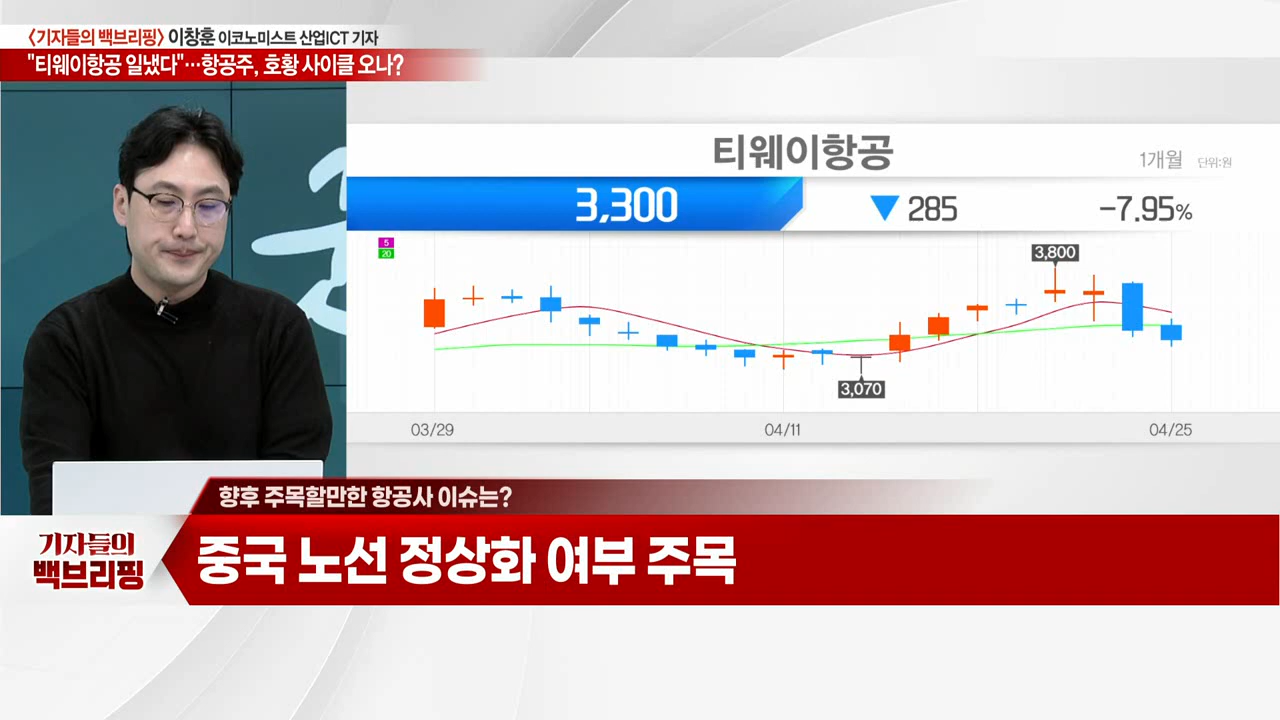 〈기자들의 백브리핑〉 이창훈 이코노미스트 산업ICT 기자
"티웨이항공 일냈다"…항공주, 호황 사이클 오나?
티웨이항공
1개월 단위:원
3,300 ▼ 285 -7.95%
5
20
3,800
3,070
03/29 04/11 04/25
향후 주목할만한 항공사 이슈는?
기자들의
백브리핑
중국 노선 정상화 여부 주목